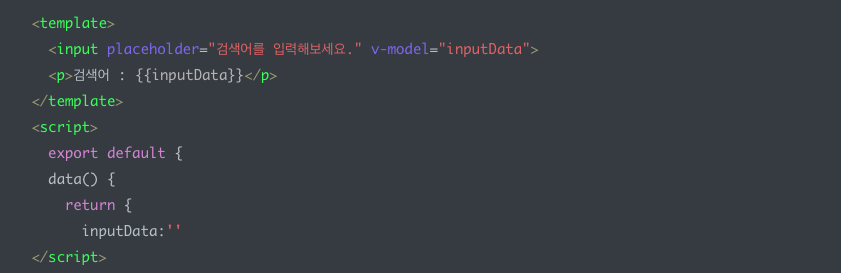 <template>
<input placeholder="검색어를 입력해보세요." v-model="inputData">
<p>검색어 : {{inputData}}</p>
</template>
<script>
export default {
data() {
return {
inputData:''
</script>